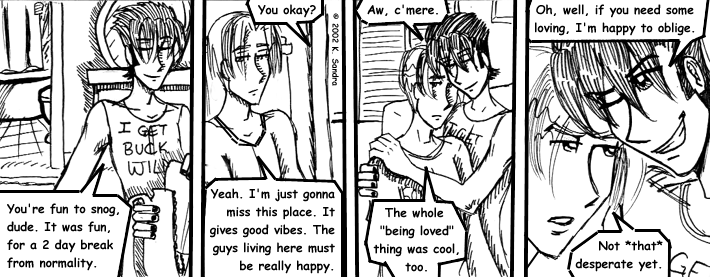 You're fun to snog,
dude. It was fun,
for a 2 day break
from normality.
I GET
BUCK
WILD
You okay?
© 2002 K. Sandra
Yeah. I'm just gonna
miss this place. It
gives good vibes. The
guys living here must
be really happy.
Aw, c'mere.
The whole
"being loved"
thing was cool,
too.
Oh, well, if you need some
loving, I'm happy to oblige.
Not *that*
desperate yet.
GE